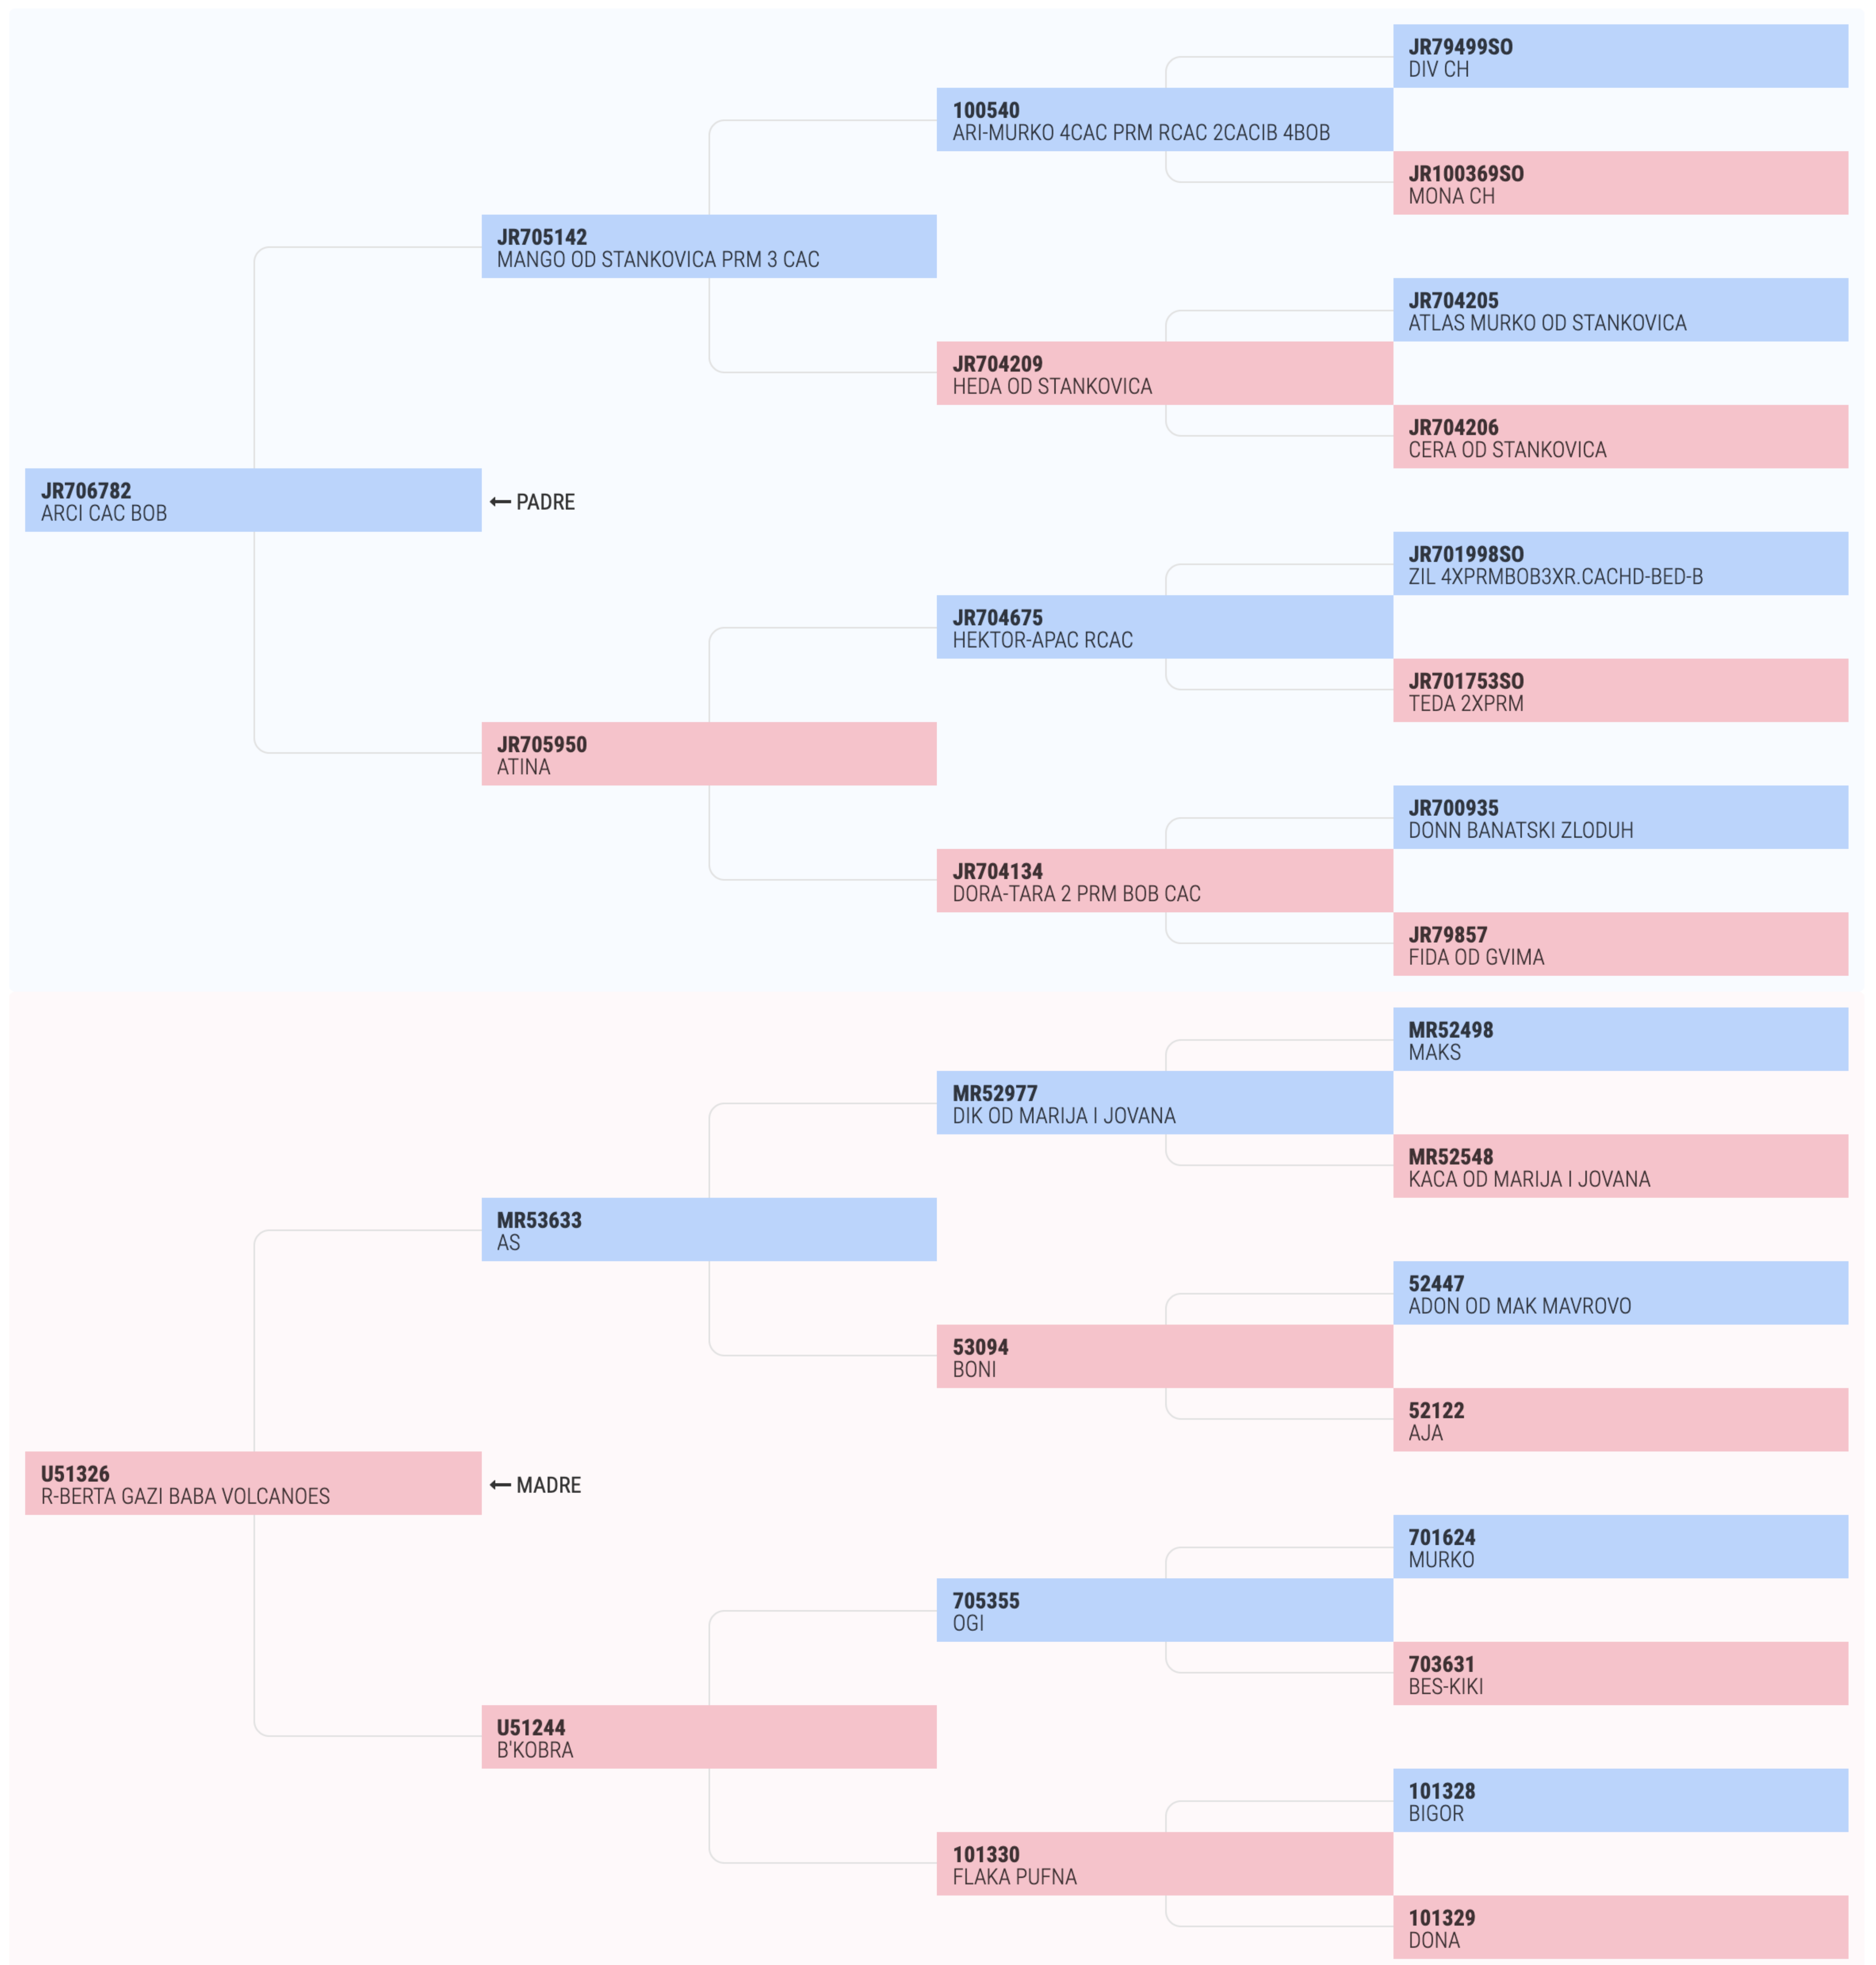 JR79499SO
DIV CH
100540
ARI-MURKO 4CAC PRM RCAC 2CACIB 4BOB
JR100369SO
MONA CH
JR705142
MANGO OD STANKOVICA PRM 3 CAC
JR704205
ATLAS MURKO OD STANKOVICA
JR704209
HEDA OD STANKOVICA
JR704206
CERA OD STANKOVICA
JR706782
ARCI CAC BOB
← PADRE
JR701998SO
ZIL 4XPRMBOB3XR.CACHD-BED-B
JR704675
HEKTOR-APAC RCAC
JR701753SO
TEDA 2XPRM
JR705950
ATINA
JR700935
DONN BANATSKI ZLODUH
JR704134
DORA-TARA 2 PRM BOB CAC
JR79857
FIDA OD GVIMA
MR52498
MAKS
MR52977
DIK OD MARIJA I JOVANA
MR52548
KACA OD MARIJA I JOVANA
MR53633
AS
52447
ADON OD MAK MAVROVO
53094
BONI
52122
AJA
U51326
R-BERTA GAZI BABA VOLCANOES
← MADRE
701624
MURKO
705355
OGI
703631
BES-KIKI
U51244
B'KOBRA
101328
BIGOR
101330
FLAKA PUFNA
101329
DONA